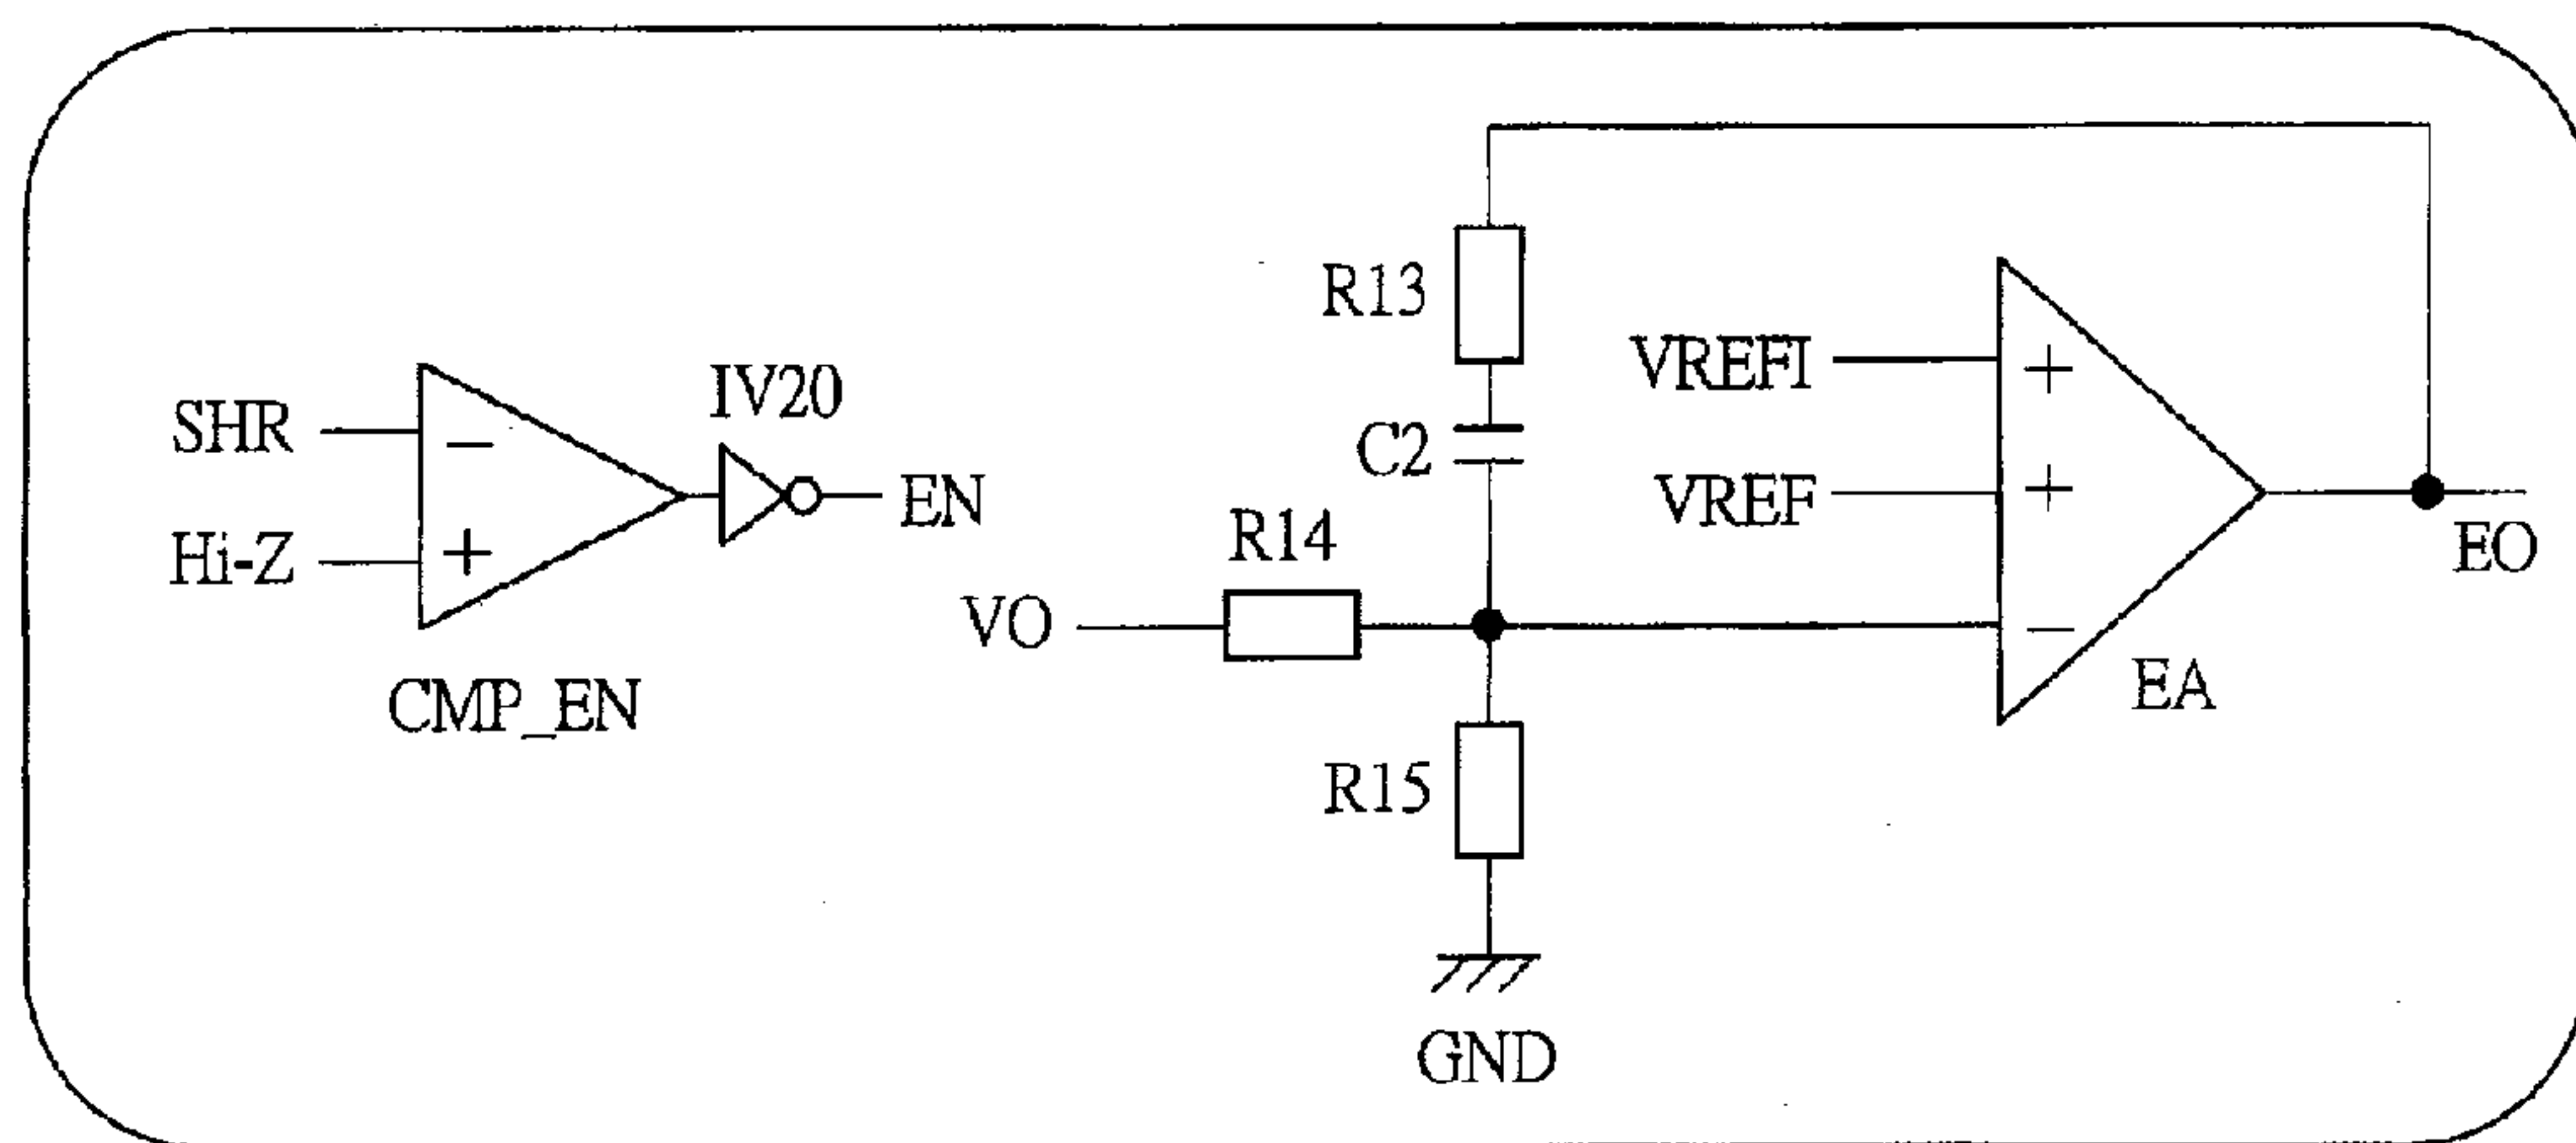 SHR
Hi-Z
−
+
CMP_EN
IV20
EN
R13
C2
R14
VO
R15
GND
VREFI
VREF
+
+
−
EA
EO